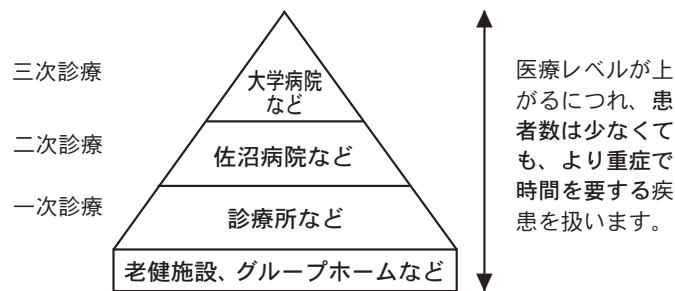 三次診療
大学病院
など
二次診療
佐沼病院など
一次診療
診療所など
老健施設、グループホームなど
医療レベルが上
がるにつれ、患
者数は少なくて
も、より重症で
時間を要する疾
患を扱います。